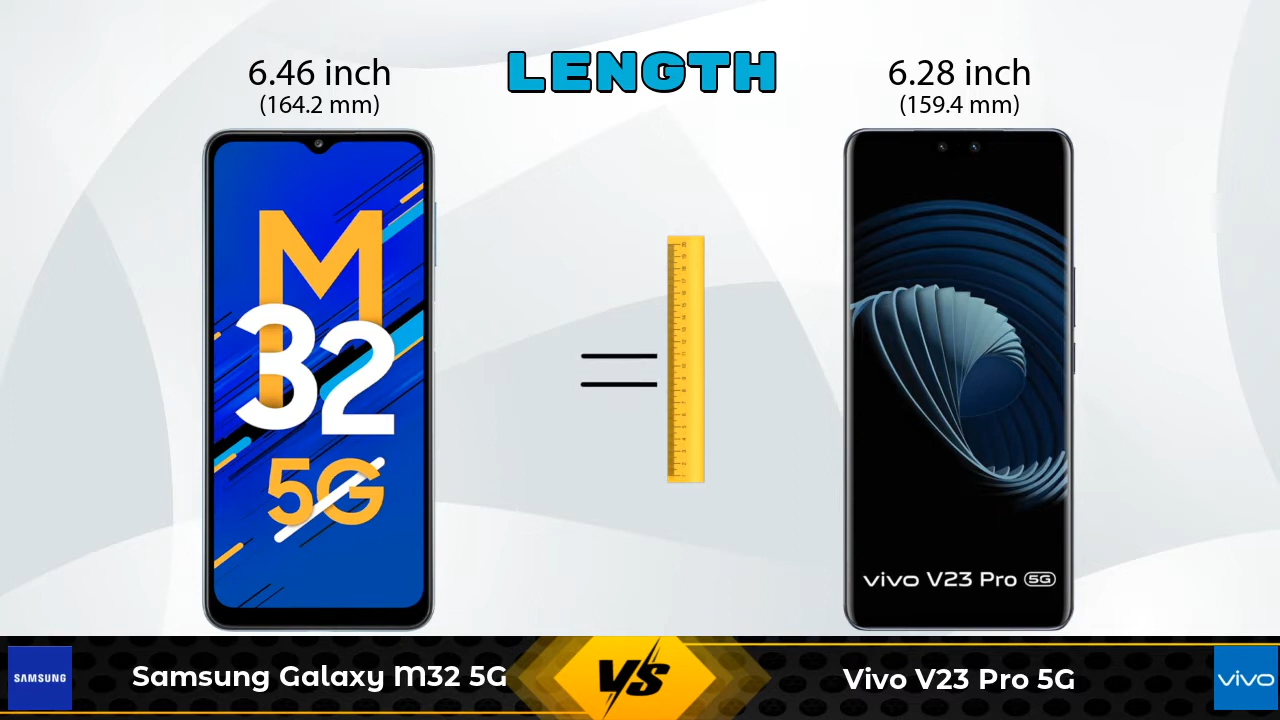 LENGTH
6.46 inch
(164.2 mm)
6.28 inch
(159.4 mm)
M
32
5G
vivo V23 Pro 5G
SAMSUNG
Samsung Galaxy M32 5G
VS
Vivo V23 Pro 5G
vivo